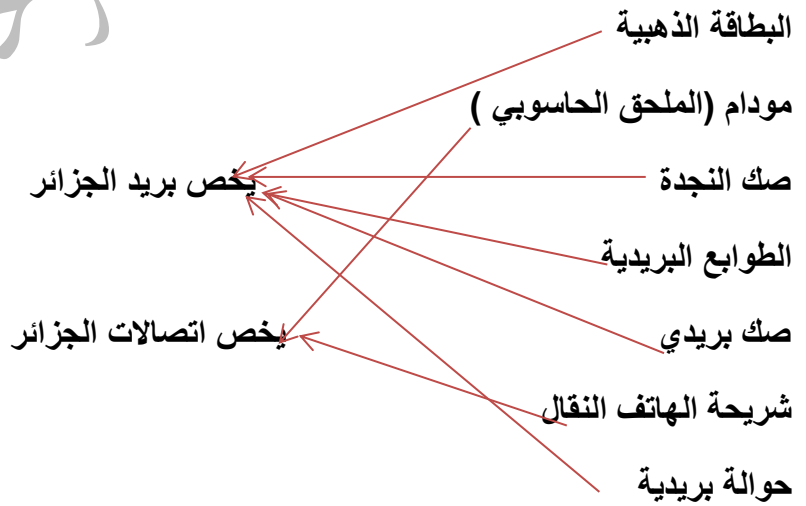 البطاقة الذهبية
مودام (الملحق الحاسوبي )
صك النجدة
يخص بريد الجزائر
الطوابع البريدية
صك بريدي
يخص اتصالات الجزائر
شريحة الهاتف النقال
حوالة بريدية